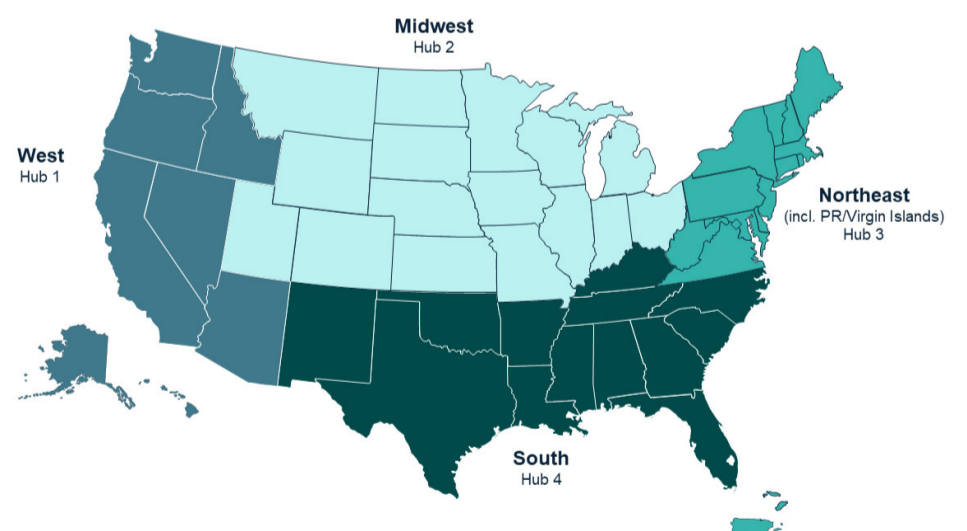 Midwest
Hub 2
West
Hub 1
Northeast
(incl. PR/Virgin Islands)
Hub 3
South
Hub 4